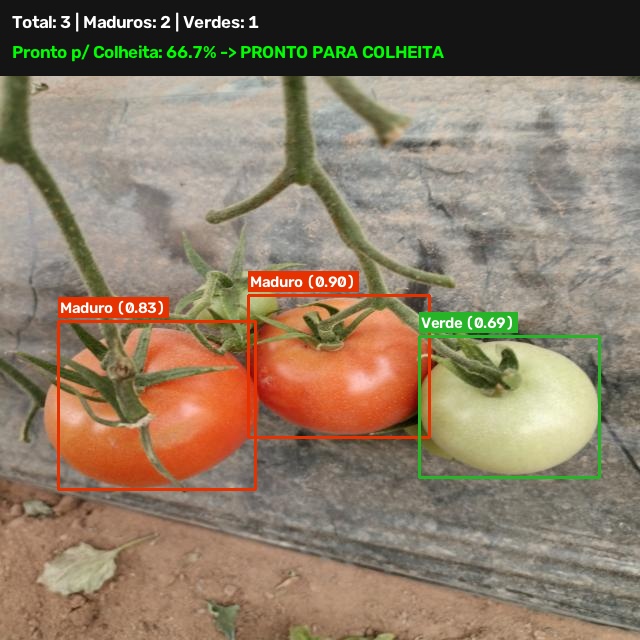 Total: 3 | Maduros: 2 | Verdes: 1
Pronto p/ Colheita: 66.7% -> PRONTO PARA COLHEITA
Maduro (0.90)
Maduro (0.83)
Verde (0.69)